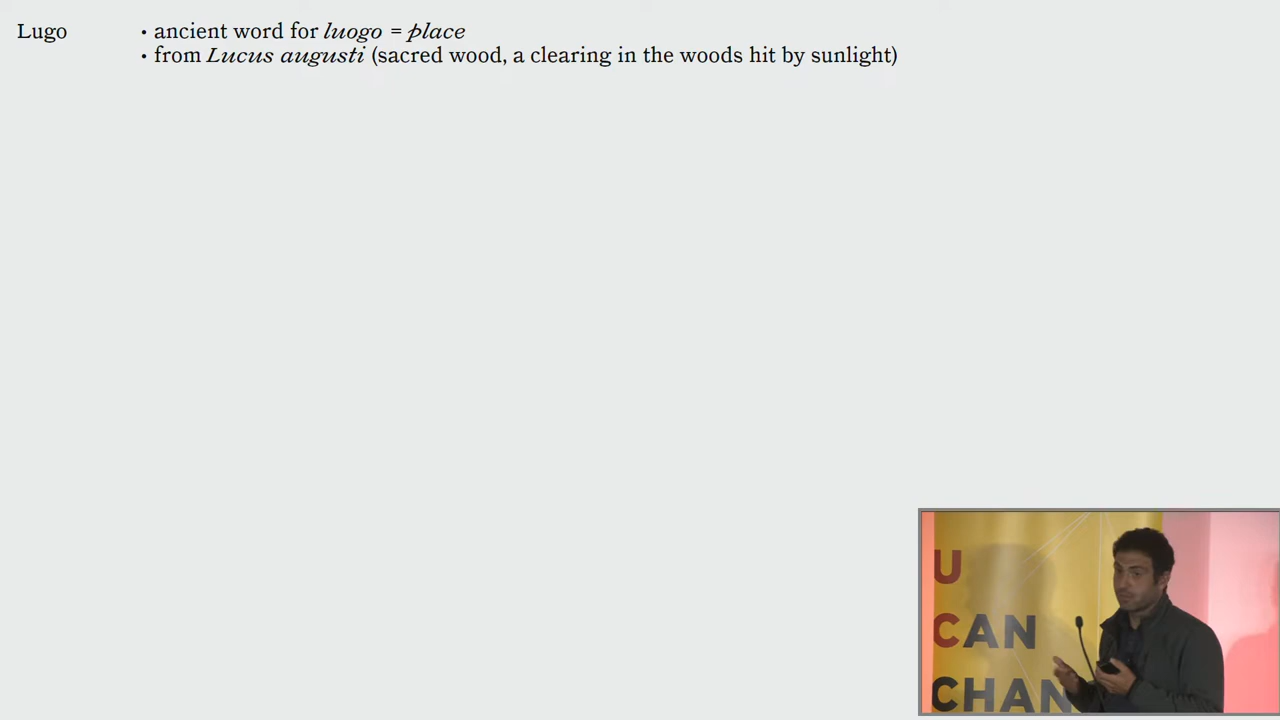 Lugo
• ancient word for luogo = place
• from Lucus augusti (sacred wood, a clearing in the woods hit by sunlight)
U
CAN
CHAN